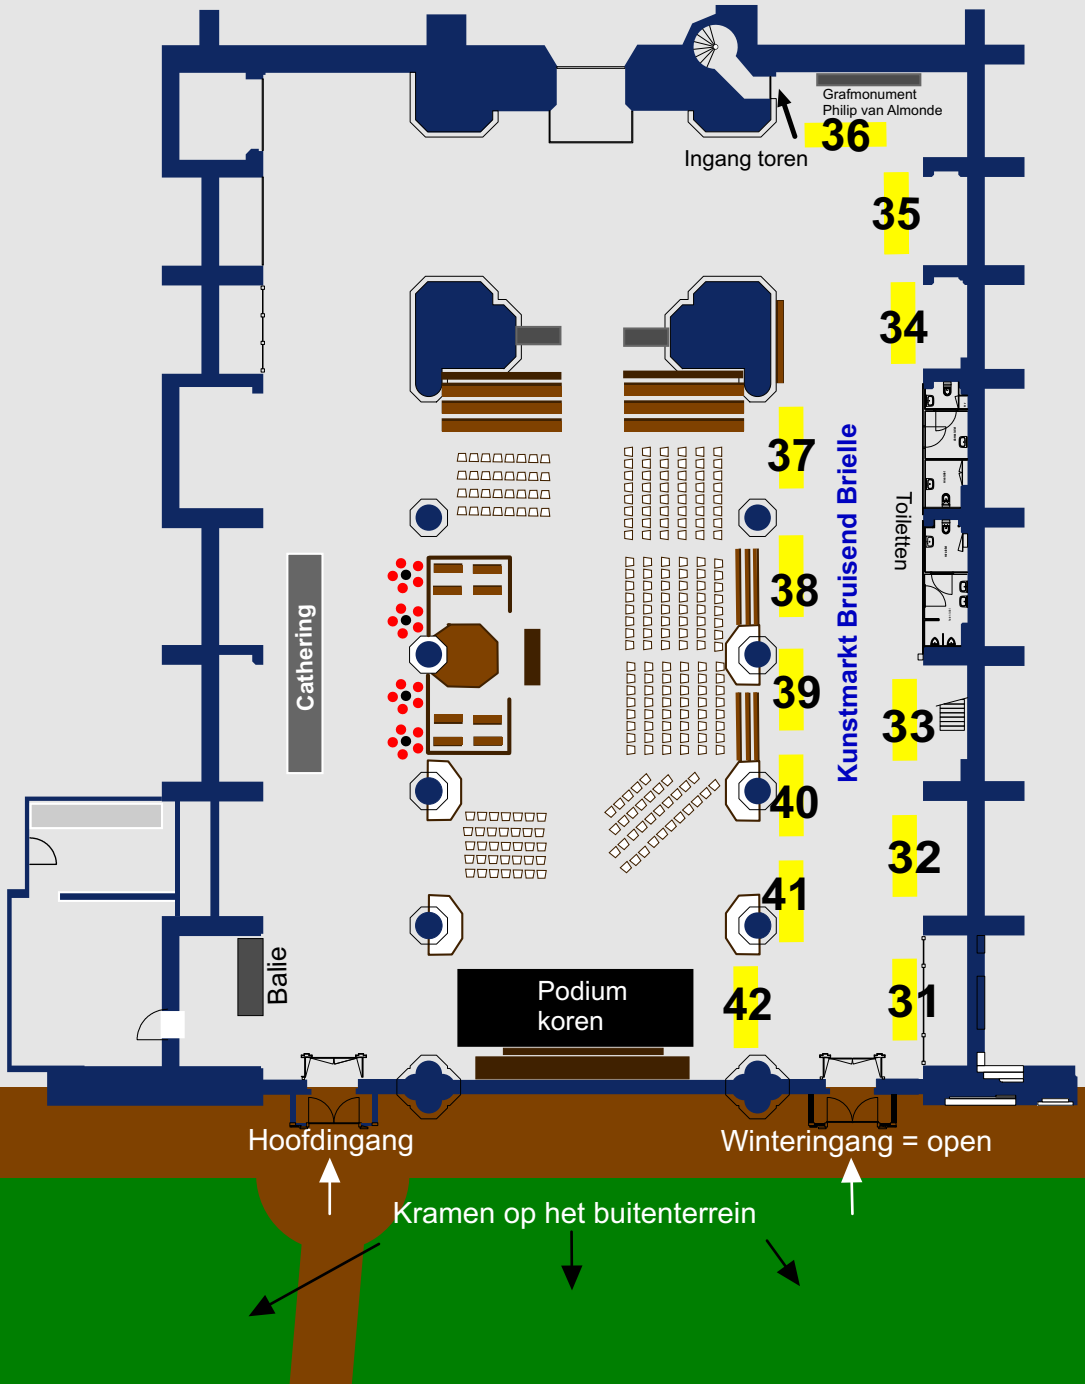 Grafmonument
Philip van Almonde
36
Ingang toren
35
34
37
Kunstmarkt Bruisend Brielle
Toiletten
38
Cathering
39
33
40
32
41
Balie
Podium
koren
42
31
Hoofdingang
Winteringang = open
Kramen op het buitenterrein